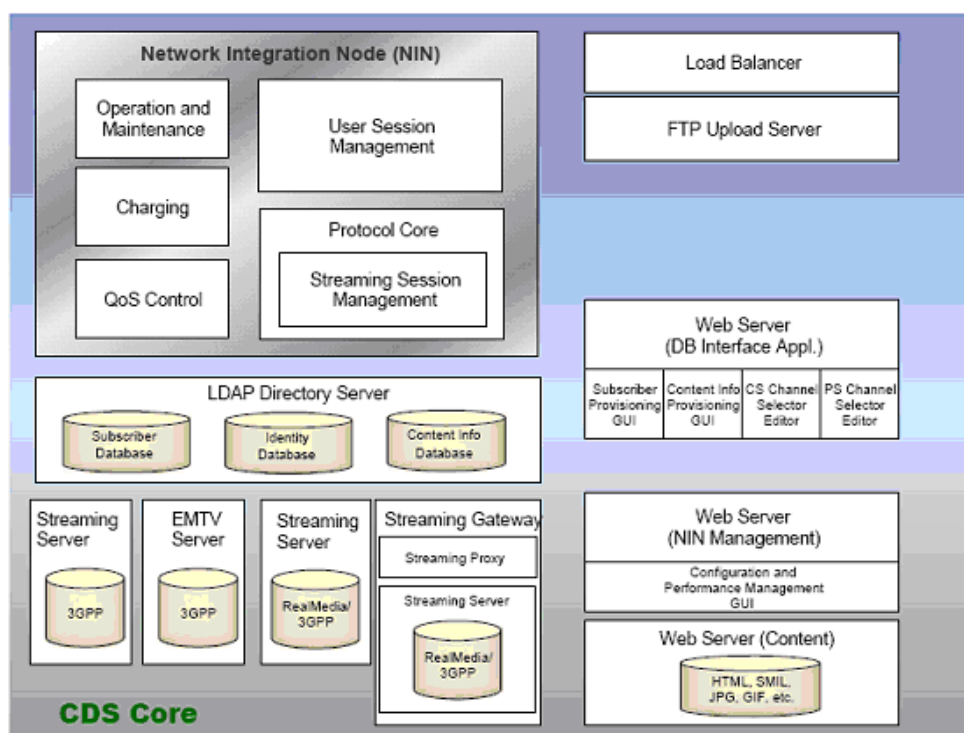 Network Integration Node (NIN)
Operation and
Maintenance
User Session
Management
Charging
Protocol Core
Streaming Session
Management
QoS Control
Load Balancer
FTP Upload Server
Web Server
(DB Interface Appl.)
Subscriber
Provisioning
GUI
Content Info
Provisioning
GUI
CS Channel
Selector
Editor
PS Channel
Selector
Editor
LDAP Directory Server
Subscriber
Database
Identity
Database
Content Info
Database
Streaming
Server
3GPP
EMTV
Server
3GPP
Streaming
Server
RealMedia/
3GPP
Streaming Gateway
Streaming Proxy
Streaming Server
RealMedia/
3GPP
Web Server
(NIN Management)
Configuration and
Performance Management
GUI
Web Server (Content)
HTML, SMIL,
JPG, GIF, etc.
CDS Core